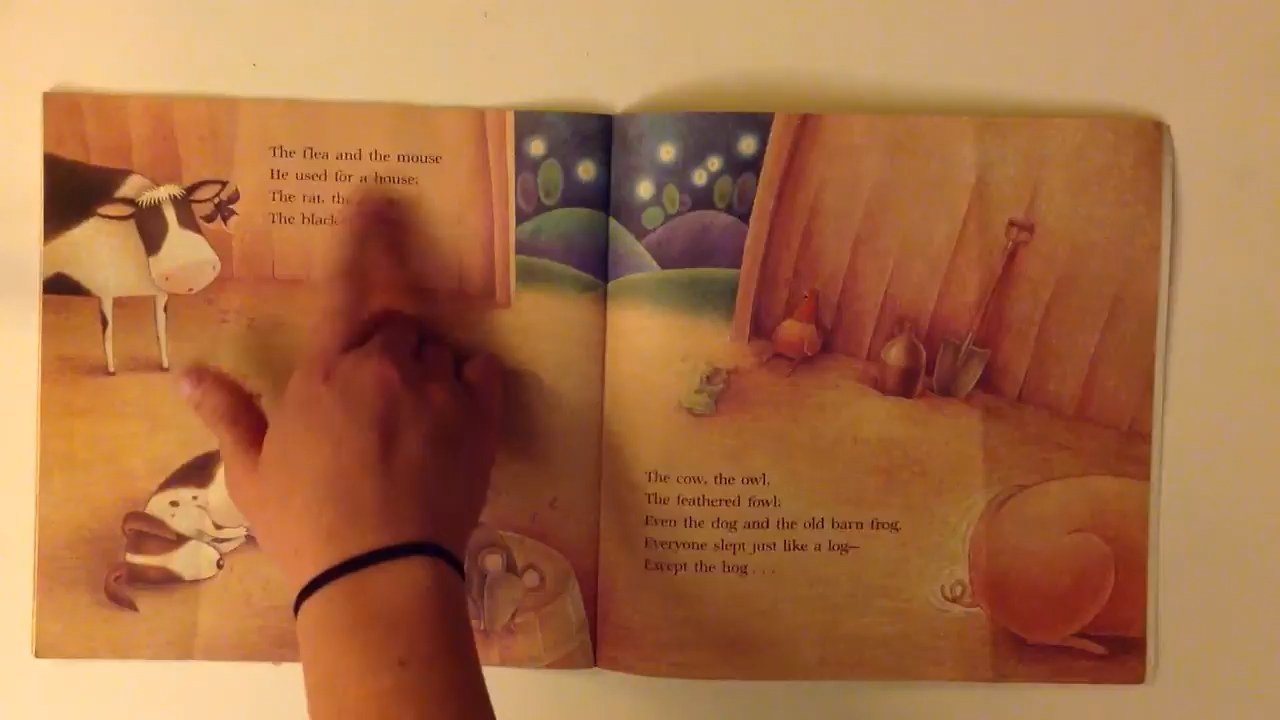 The flea and the mouse
He used for a house;
The rat, the
The black
The cow, the owl,
The feathered fowl;
Even the dog and the old barn frog,
Everyone slept just like a log—
Except the hog . . .